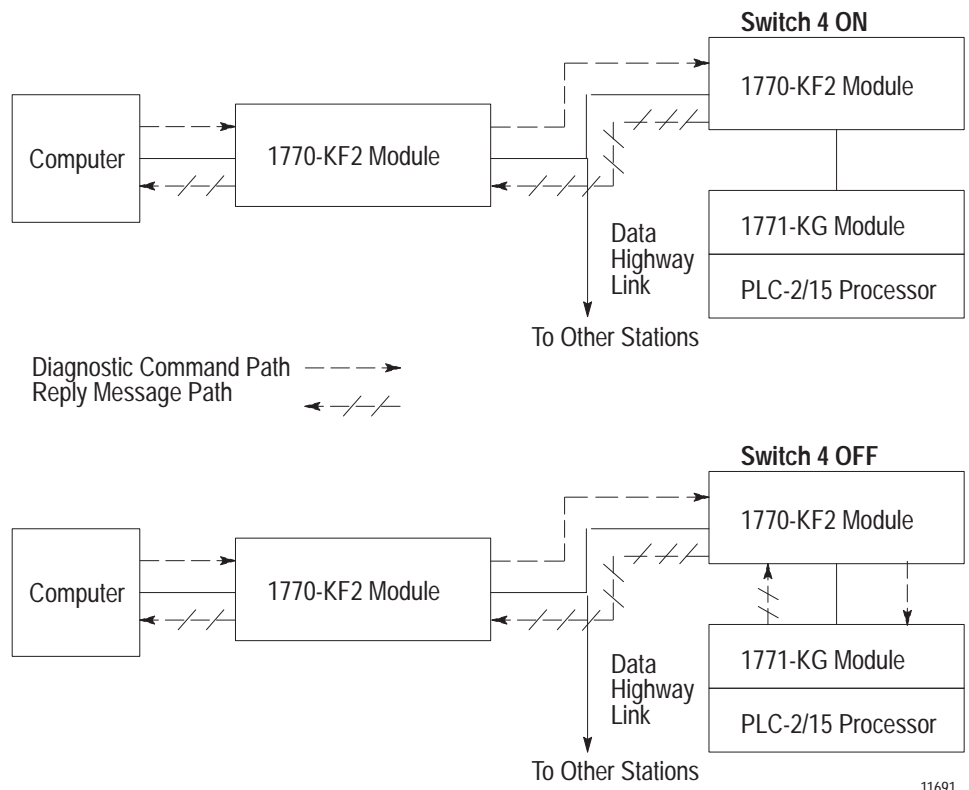 Switch 4 ON
1770-KF2 Module
Computer
1770-KF2 Module
1771-KG Module
PLC-2/15 Processor
Data
Highway
Link
To Other Stations
Diagnostic Command Path
Reply Message Path
Switch 4 OFF
1770-KF2 Module
Computer
1770-KF2 Module
1771-KG Module
PLC-2/15 Processor
Data
Highway
Link
To Other Stations
11691